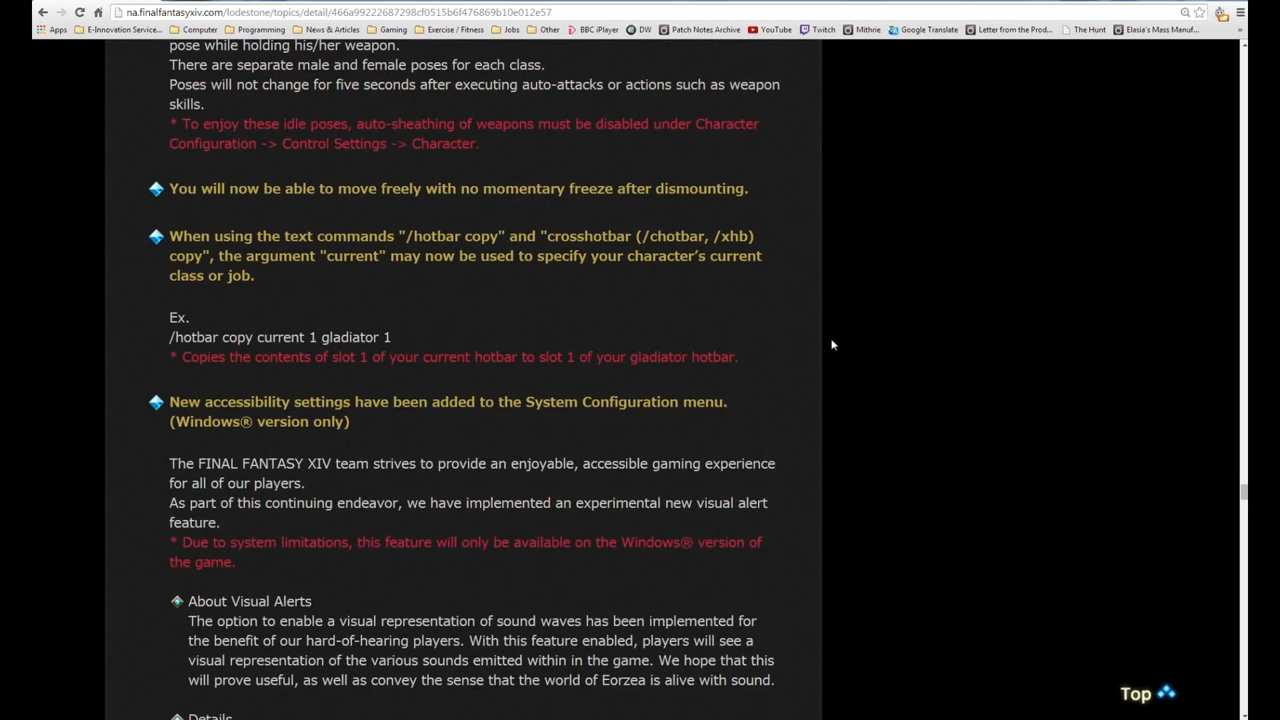 na.finalfantasyxiv.com/lodestone/topics/detail/466a99222687298cf0515b6f476869b10e012e57
Apps E-Innovation Service... Computer Programming News & Articles Gaming Exercise / Fitness Jobs Other BBC iPlayer DW Patch Notes Archive YouTube Twitch Mithrie Google Translate Letter from the Prod... The Hunt Elasia's Mass Manuf... »
pose while holding his/her weapon.
There are separate male and female poses for each class.
Poses will not change for five seconds after executing auto-attacks or actions such as weapon
skills.
* To enjoy these idle poses, auto-sheathing of weapons must be disabled under Character
Configuration -> Control Settings -> Character.
You will now be able to move freely with no momentary freeze after dismounting.
When using the text commands "/hotbar copy" and "crosshotbar (/chotbar, /xhb)
copy", the argument "current" may now be used to specify your character’s current
class or job.
Ex.
/hotbar copy current 1 gladiator 1
* Copies the contents of slot 1 of your current hotbar to slot 1 of your gladiator hotbar.
New accessibility settings have been added to the System Configuration menu.
(Windows® version only)
The FINAL FANTASY XIV team strives to provide an enjoyable, accessible gaming experience
for all of our players.
As part of this continuing endeavor, we have implemented an experimental new visual alert
feature.
* Due to system limitations, this feature will only be available on the Windows® version of
the game.
About Visual Alerts
The option to enable a visual representation of sound waves has been implemented for
the benefit of our hard-of-hearing players. With this feature enabled, players will see a
visual representation of the various sounds emitted within in the game. We hope that this
will prove useful, as well as convey the sense that the world of Eorzea is alive with sound.
Details
Top